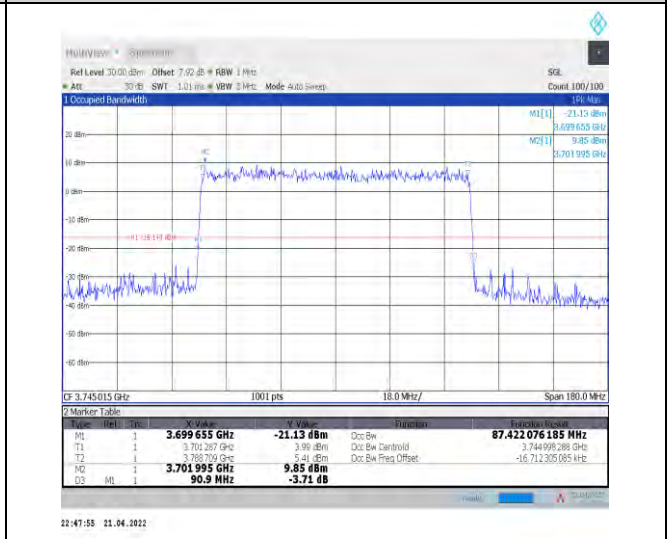 MultiView Spectrum
Ref Level 30.00 dBm Offset 7.92 dB RBW 1 MHz SGL
Att 30 dB SWT 1.01 ms VBW 3 MHz Mode Auto Sweep Count 100/100
1 Occupied Bandwidth 1Pk Max
M1[1] -21.13 dBm
3.699 655 GHz
M2[1] 9.85 dBm
3.701 995 GHz
20 dBm
M2
10 dBm
T1 T2
0 dBm
-10 dBm
M1
-20 dBm
D3
-30 dBm
-40 dBm
-50 dBm
-60 dBm
CF 3.745015 GHz 1001 pts 18.0 MHz/ Span 180.0 MHz
2 Marker Table
Type Ref Trc X-Value Y-Value Function Function Result
M1 1 3.699 655 GHz -21.13 dBm Occ Bw 87.422 076 185 MHz
T1 1 3.701 287 GHz 3.99 dBm Occ Bw Centroid 3.744 998 288 GHz
T2 1 3.788 709 GHz 5.41 dBm Occ Bw Freq Offset -16.712 305 085 kHz
M2 1 3.701 995 GHz 9.85 dBm
D3 M1 1 90.9 MHz -3.71 dB
22:47:55 21.04.2022